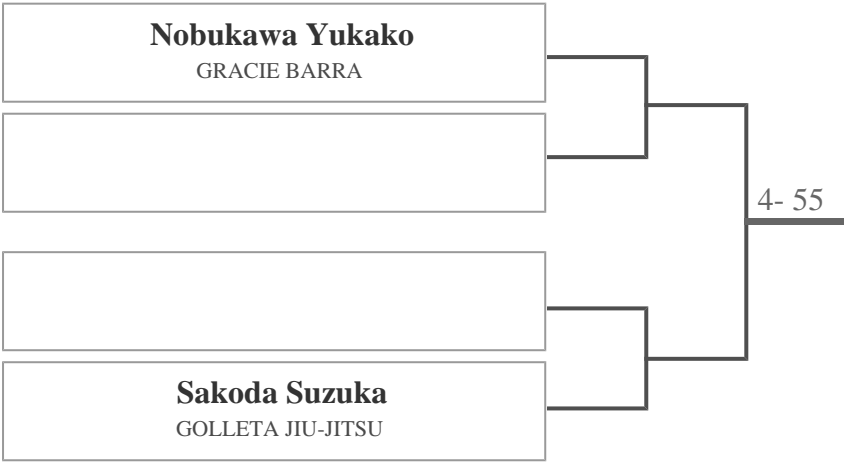 Nobukawa Yukako
GRACIE BARRA
4- 55
Sakoda Suzuka
GOLLETA JIU-JITSU